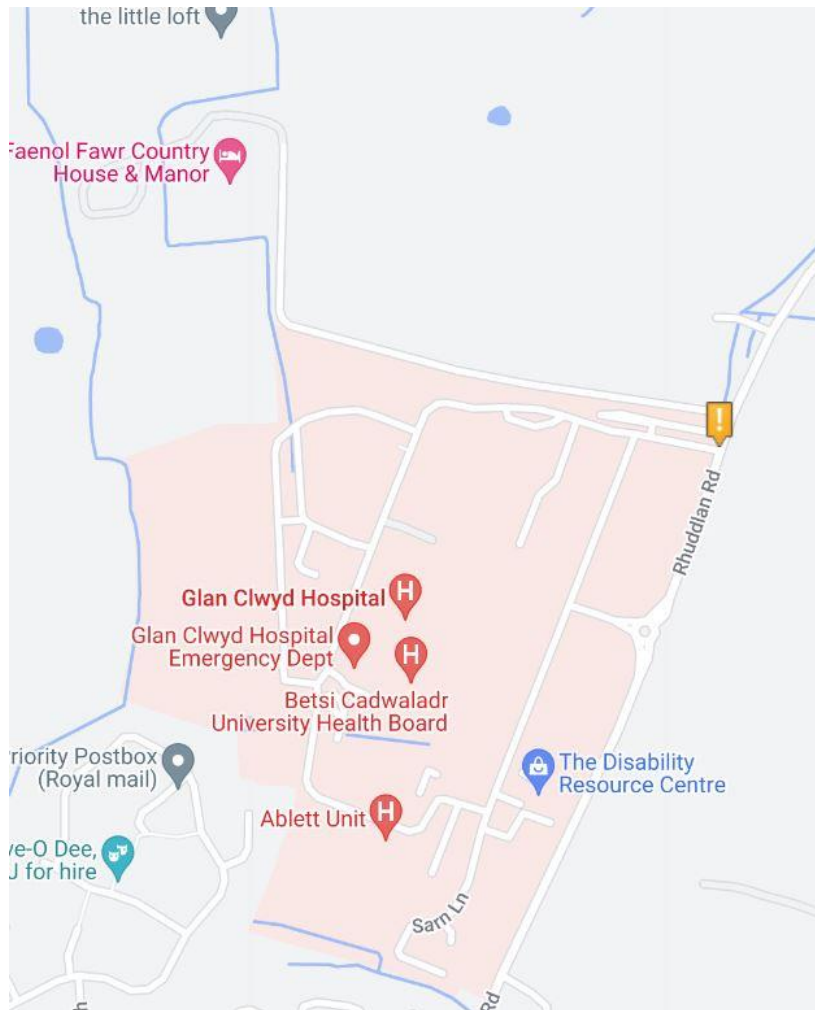 the little loft
Faenol Fawr Country
House & Manor
!
Rhuddlan Rd
Glan Clwyd Hospital
H
Glan Clwyd Hospital
Emergency Dept
H
Betsi Cadwaladr
University Health Board
riority Postbox
(Royal mail)
The Disability
Resource Centre
Ablett Unit
H
ye-O Dee,
J for hire
Sarn Ln
Rd